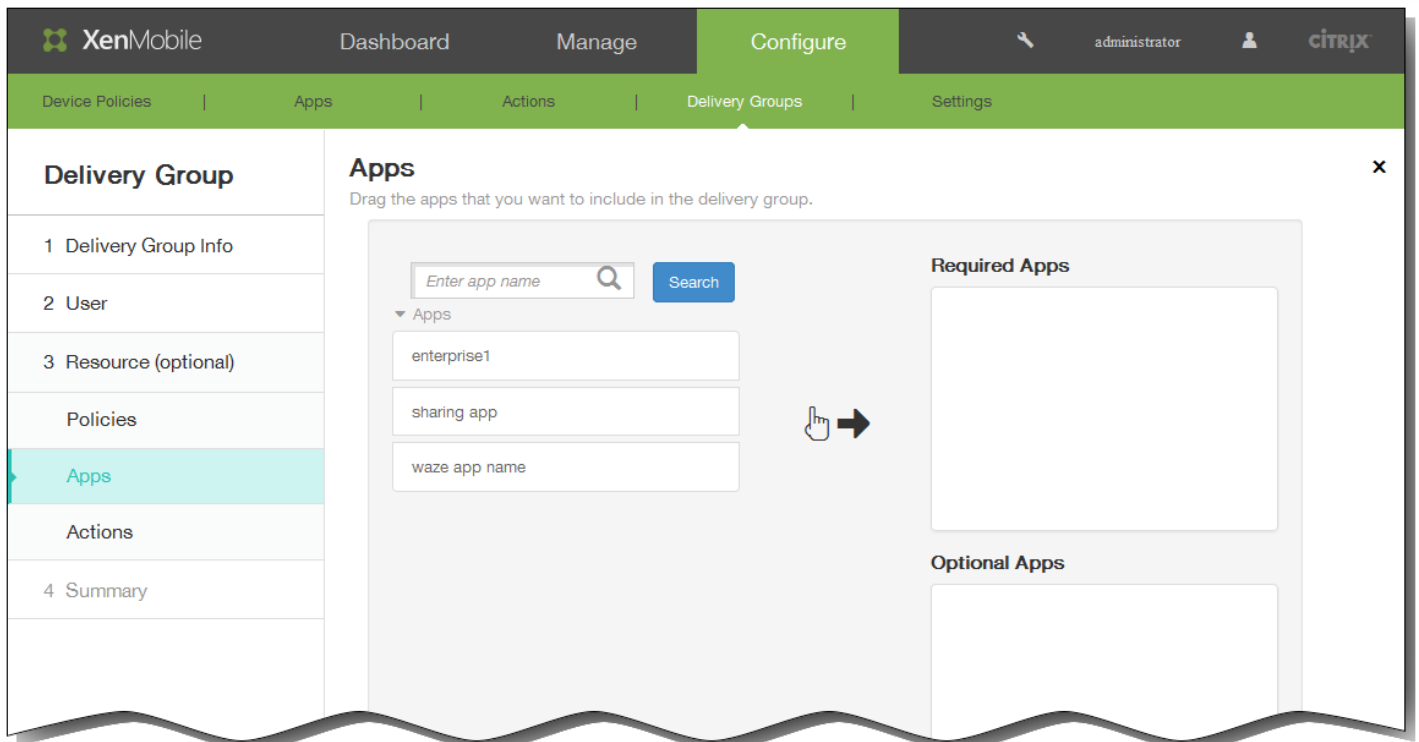 XenMobile Dashboard Manage Configure administrator CİTRIX
Device Policies | Apps | Actions | Delivery Groups | Settings
Delivery Group
1 Delivery Group Info
2 User
3 Resource (optional)
Policies
Apps
Actions
4 Summary
Apps
Drag the apps that you want to include in the delivery group.
Enter app name
Search
Apps
enterprise1
sharing app
waze app name
Required Apps
Optional Apps